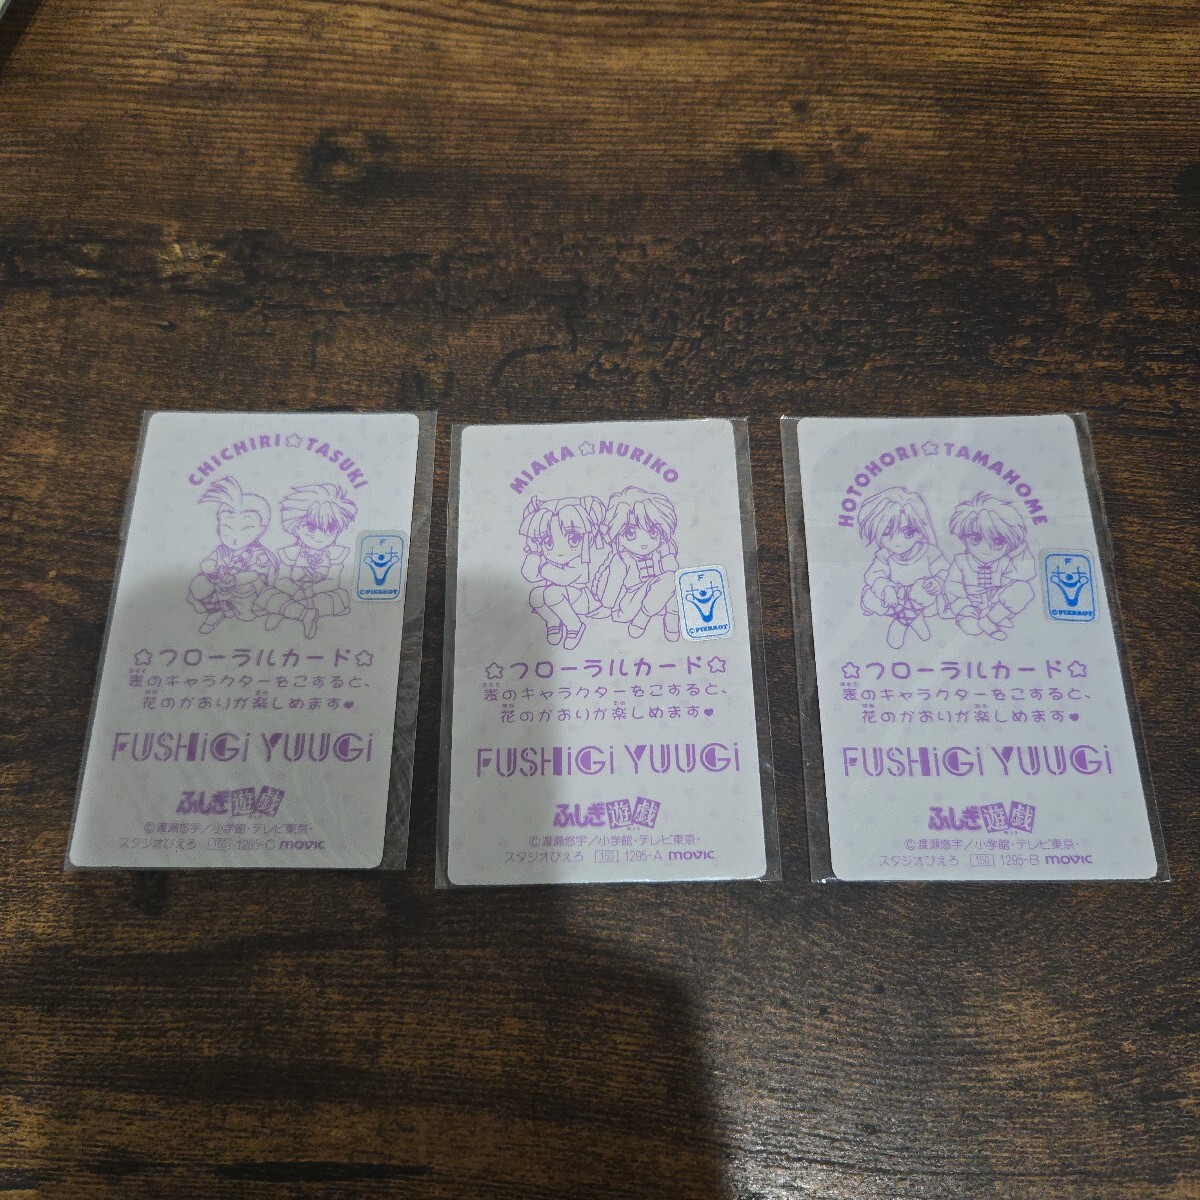 CHICHIRI☆TASUKI
F
©PIERROT
☆フローラルカード☆
表のキャラクターをこすると、
花のかおりが楽しめます♥
FUSHiGi YUUGi
ふしぎ遊戯
©渡瀬悠宇／小学館・テレビ東京・
スタジオぴえろ 150 1295-C movic
MIAKA☆NURIKO
F
©PIERROT
☆フローラルカード☆
表のキャラクターをこすると、
花のかおりが楽しめます♥
FUSHiGi YUUGi
ふしぎ遊戯
©渡瀬悠宇／小学館・テレビ東京・
スタジオぴえろ 150 1295-A movic
HOTOHORI☆TAMAHOME
F
©PIERROT
☆フローラルカード☆
表のキャラクターをこすると、
花のかおりが楽しめます♥
FUSHiGi YUUGi
ふしぎ遊戯
©渡瀬悠宇／小学館・テレビ東京・
スタジオぴえろ 150 1295-B movic